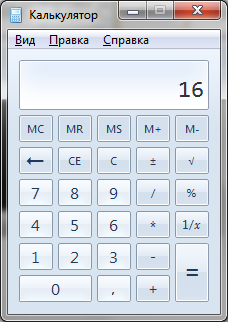 Калькулятор
Вид Правка Справка
16
MC MR MS M+ M-
← CE C ± √
7 8 9 / %
4 5 6 * 1/x
1 2 3 - =
0 , +